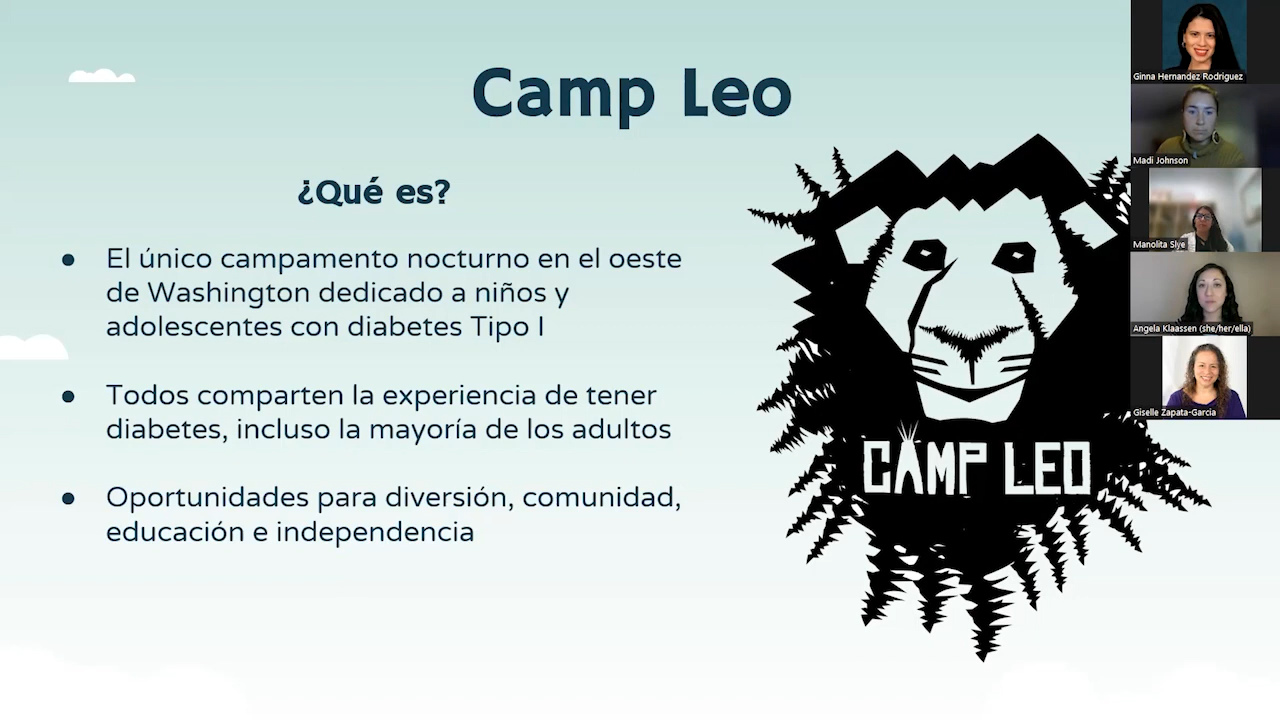 Camp Leo
¿Qué es?
● El único campamento nocturno en el oeste
de Washington dedicado a niños y
adolescentes con diabetes Tipo I
● Todos comparten la experiencia de tener
diabetes, incluso la mayoría de los adultos
● Oportunidades para diversión, comunidad,
educación e independencia
CAMP LEO
Ginna Hernandez Rodriguez
Madi Johnson
Manolita Slye
Angela Klaassen (she/her/ella)
Giselle Zapata-Garcia